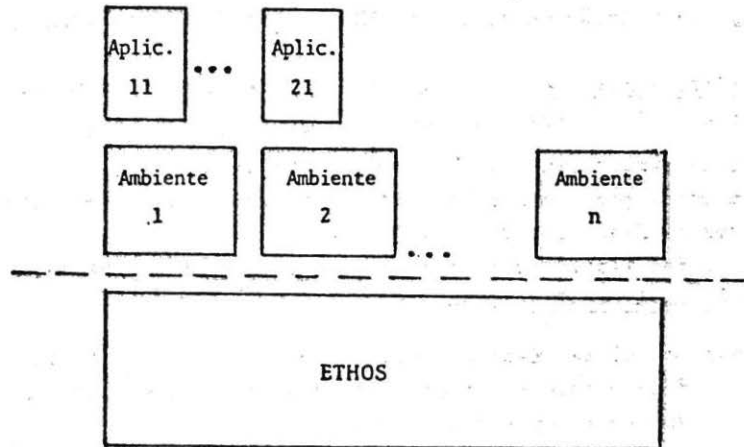 Aplic. Aplic.
11 ... 21
Ambiente Ambiente Ambiente
1 2 ... n
ETHOS